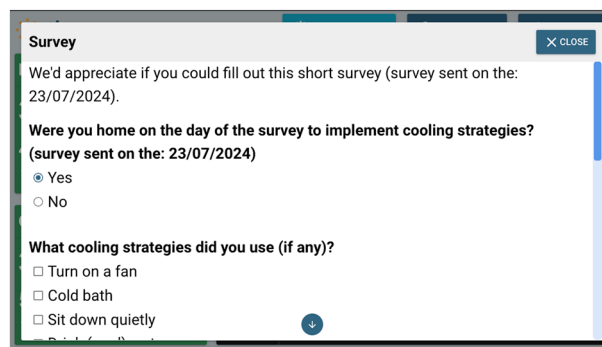 Survey
CLOSE
We'd appreciate if you could fill out this short survey (survey sent on the:
23/07/2024).
Were you home on the day of the survey to implement cooling strategies?
(survey sent on the: 23/07/2024)
Yes
No
What cooling strategies did you use (if any)?
Turn on a fan
Cold bath
Sit down quietly